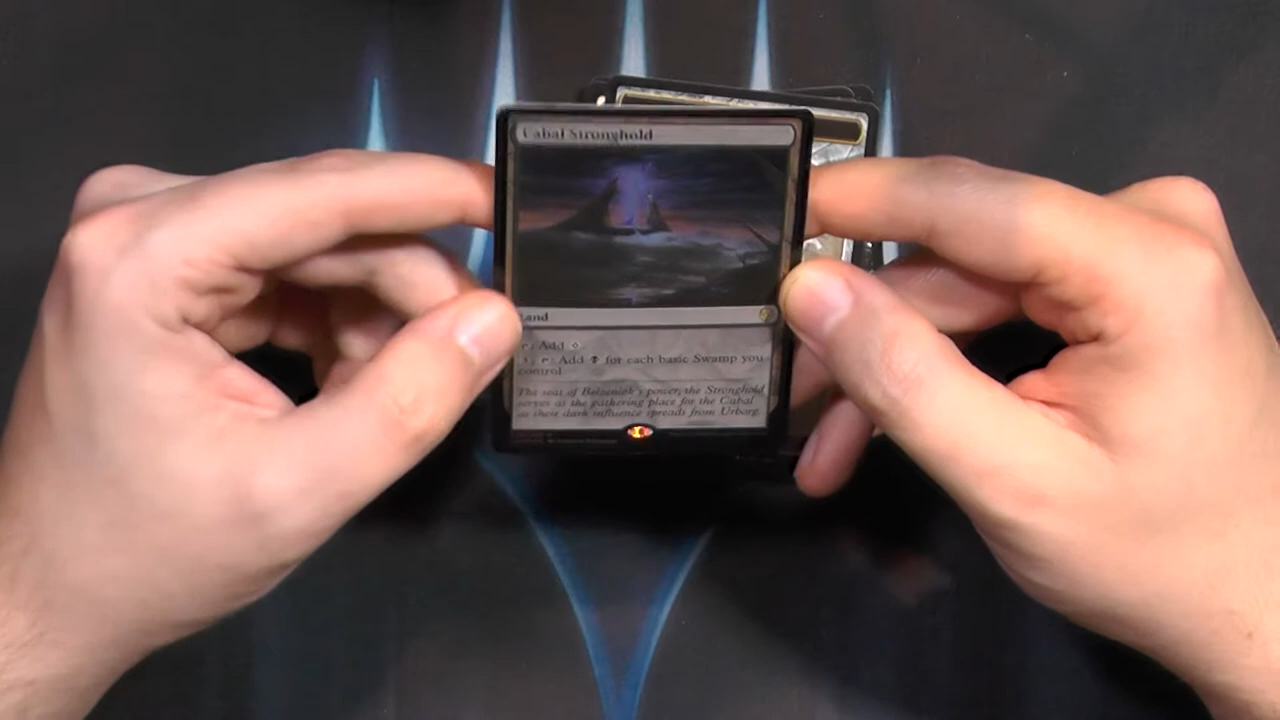 Cabal Stronghold
Land
: Add
: Add for each basic Swamp you
control
The seat of Belzenlok's power, the Stronghold
serves as the gathering place for the Cabal
as their dark influence spreads from Urborg.